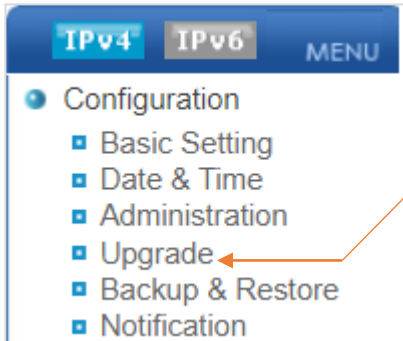 IPv4 IPv6 MENU
Configuration
Basic Setting
Date & Time
Administration
Upgrade
Backup & Restore
Notification